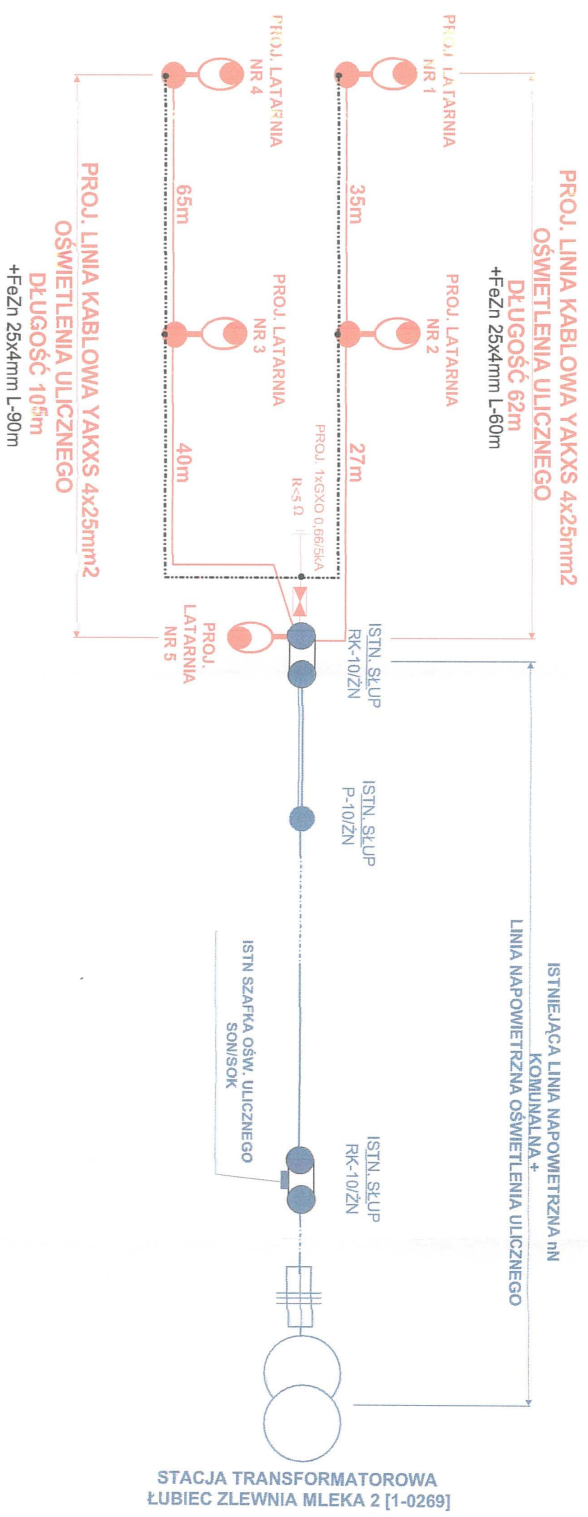 PROJ. LINIA KABLOWA YAKXS 4x25mm2
OŚWIETLENIA ULICZNEGO
DŁUGOŚĆ 62m
+FeZn 25x4mm L-60m
PROJ. LATARNIA
NR 1
PROJ. LATARNIA
NR 2
35m
27m
PROJ. 1xGXO 0,66/5kA
R<5 Ω
PROJ. LATARNIA
NR 4
PROJ. LATARNIA
NR 3
65m
40m
PROJ.
LATARNIA
NR 5
PROJ. LINIA KABLOWA YAKXS 4x25mm2
OŚWIETLENIA ULICZNEGO
DŁUGOŚĆ 105m
+FeZn 25x4mm L-90m
ISTN. SŁUP
RK-10/ŻN
ISTN. SŁUP
P-10/ŻN
ISTNIEJĄCA LINIA NAPOWIETRZNA nN
KOMUNALNA +
LINIA NAPOWIETRZNA OŚWIETLENIA ULICZNEGO
ISTN. SŁUP
RK-10/ŻN
ISTN SZAFKA OŚW. ULICZNEGO
SON/SOK
STACJA TRANSFORMATOROWA
ŁUBIEC ZLEWNIA MLEKA 2 [1-0269]